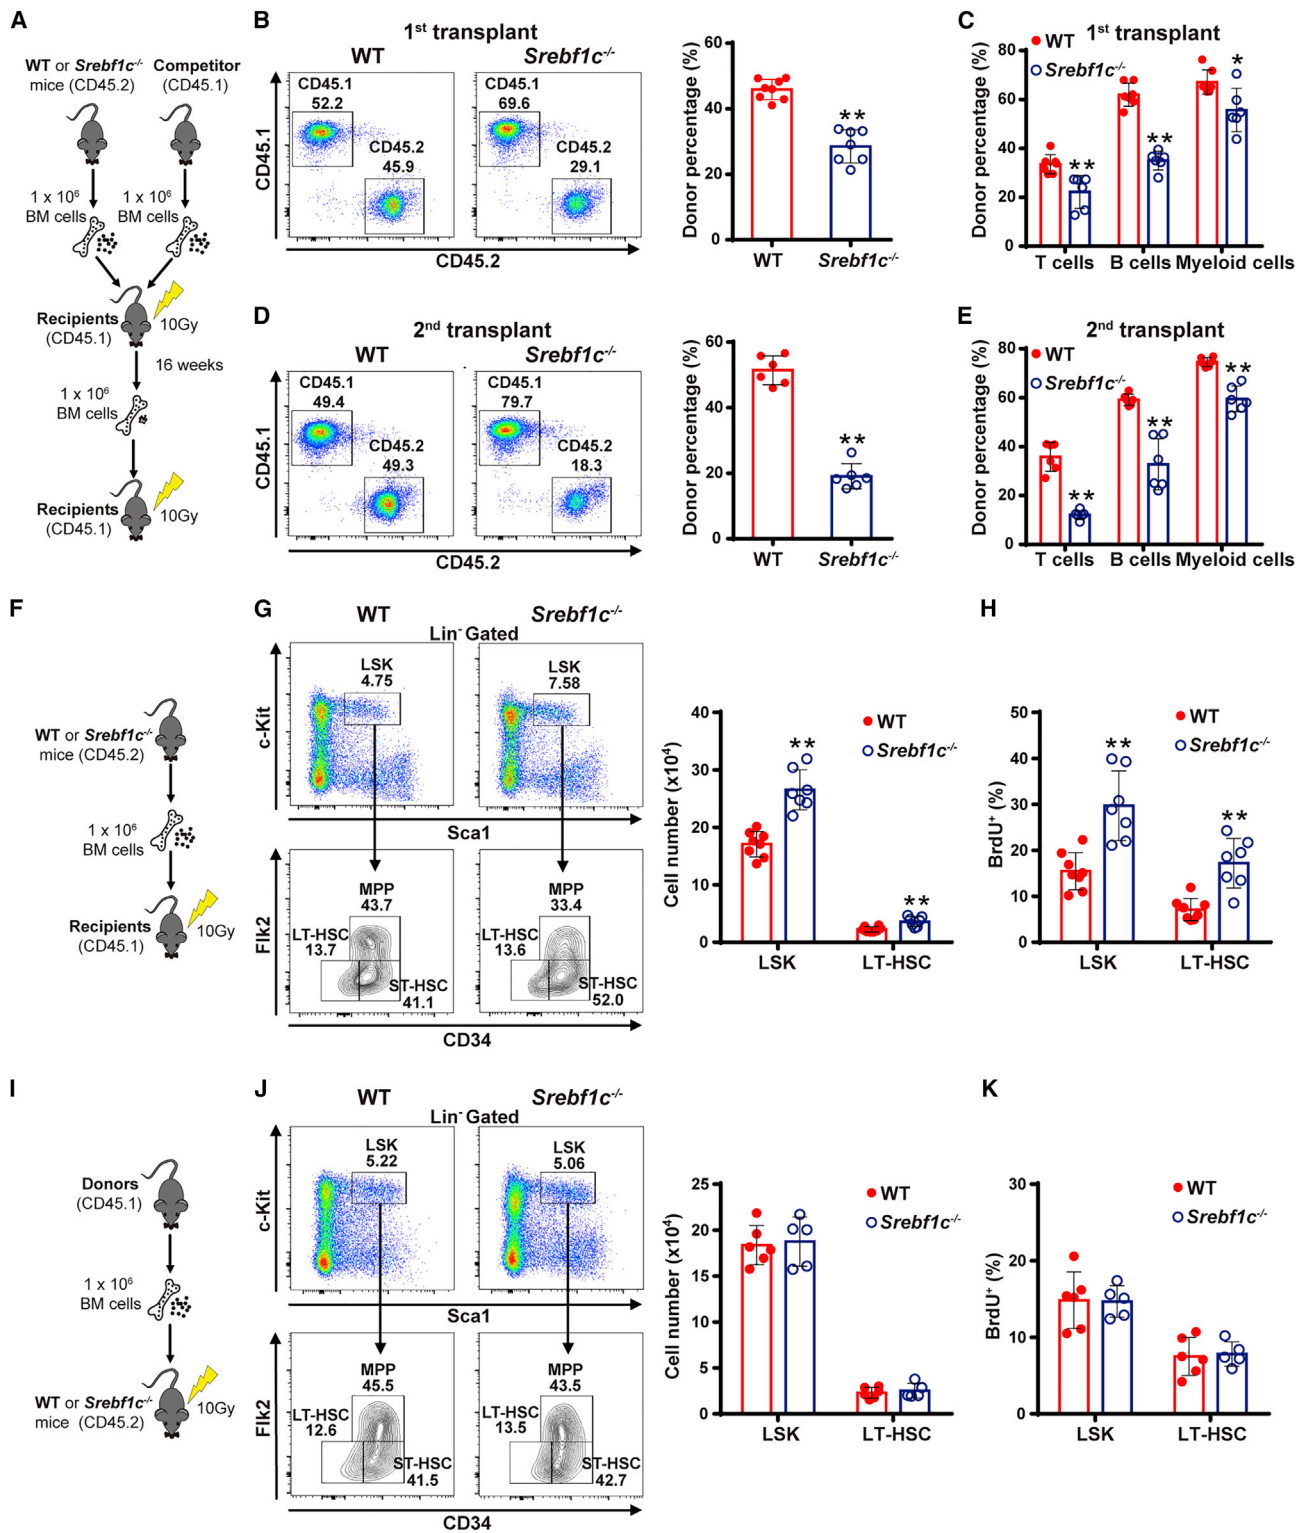 A
WT or Srebf1c-/- Competitor
mice (CD45.2) (CD45.1)
1 x 10⁶ 1 x 10⁶
BM cells BM cells
Recipients
(CD45.1)
10Gy
16 weeks
1 x 10⁶
BM cells
Recipients
(CD45.1)
10Gy
B
1st transplant
WT
Srebf1c-/-
CD45.1
52.2
CD45.2
45.9
CD45.1
69.6
CD45.2
29.1
CD45.1
CD45.2
Donor percentage (%)
60
40
20
0
**
WT
Srebf1c-/-
C
1st transplant
WT
Srebf1c-/-
Donor percentage (%)
80
60
40
20
0
**
**
*
T cells B cells Myeloid cells
D
2nd transplant
WT
Srebf1c-/-
CD45.1
49.4
CD45.2
49.3
CD45.1
79.7
CD45.2
18.3
CD45.1
CD45.2
Donor percentage (%)
60
40
20
0
**
WT
Srebf1c-/-
E
2nd transplant
WT
Srebf1c-/-
Donor percentage (%)
80
60
40
20
0
**
**
**
T cells B cells Myeloid cells
F
WT or Srebf1c-/-
mice (CD45.2)
1 x 10⁶
BM cells
Recipients
(CD45.1)
10Gy
G
WT
Srebf1c-/-
Lin- Gated
LSK
4.75
LSK
7.58
c-Kit
Sca1
MPP
43.7
LT-HSC
13.7
ST-HSC
41.1
MPP
33.4
LT-HSC
13.6
ST-HSC
52.0
Flk2
CD34
Cell number (x10⁴)
40
30
20
10
0
WT
Srebf1c-/-
**
**
LSK
LT-HSC
H
BrdU+ (%)
50
40
30
20
10
0
WT
Srebf1c-/-
**
**
LSK
LT-HSC
I
Donors
(CD45.1)
1 x 10⁶
BM cells
WT or Srebf1c-/-
mice (CD45.2)
10Gy
J
WT
Srebf1c-/-
Lin- Gated
LSK
5.22
LSK
5.06
c-Kit
Sca1
MPP
45.5
LT-HSC
12.6
ST-HSC
41.5
MPP
43.5
LT-HSC
13.5
ST-HSC
42.7
Flk2
CD34
Cell number (x10⁴)
25
20
15
10
5
0
WT
Srebf1c-/-
LSK
LT-HSC
K
BrdU+ (%)
30
20
10
0
WT
Srebf1c-/-
LSK
LT-HSC